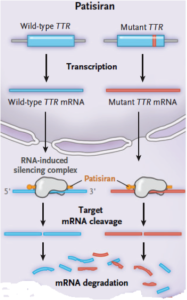 Patisiran
Wild-type TTR Mutant TTR
Transcription
Wild-type TTR mRNA Mutant TTR mRNA
RNA-induced
silencing complex
Patisiran
5' 3'
Target
mRNA cleavage
mRNA degradation